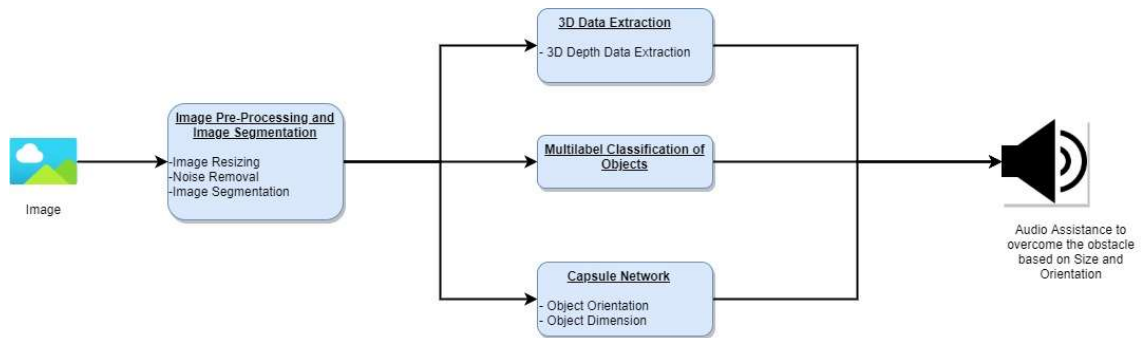 Image
Image Pre-Processing and
Image Segmentation
-Image Resizing
-Noise Removal
-Image Segmentation
3D Data Extraction
- 3D Depth Data Extraction
Multilabel Classification of
Objects
Capsule Network
- Object Orientation
- Object Dimension
Audio Assistance to
overcome the obstacle
based on Size and
Orientation